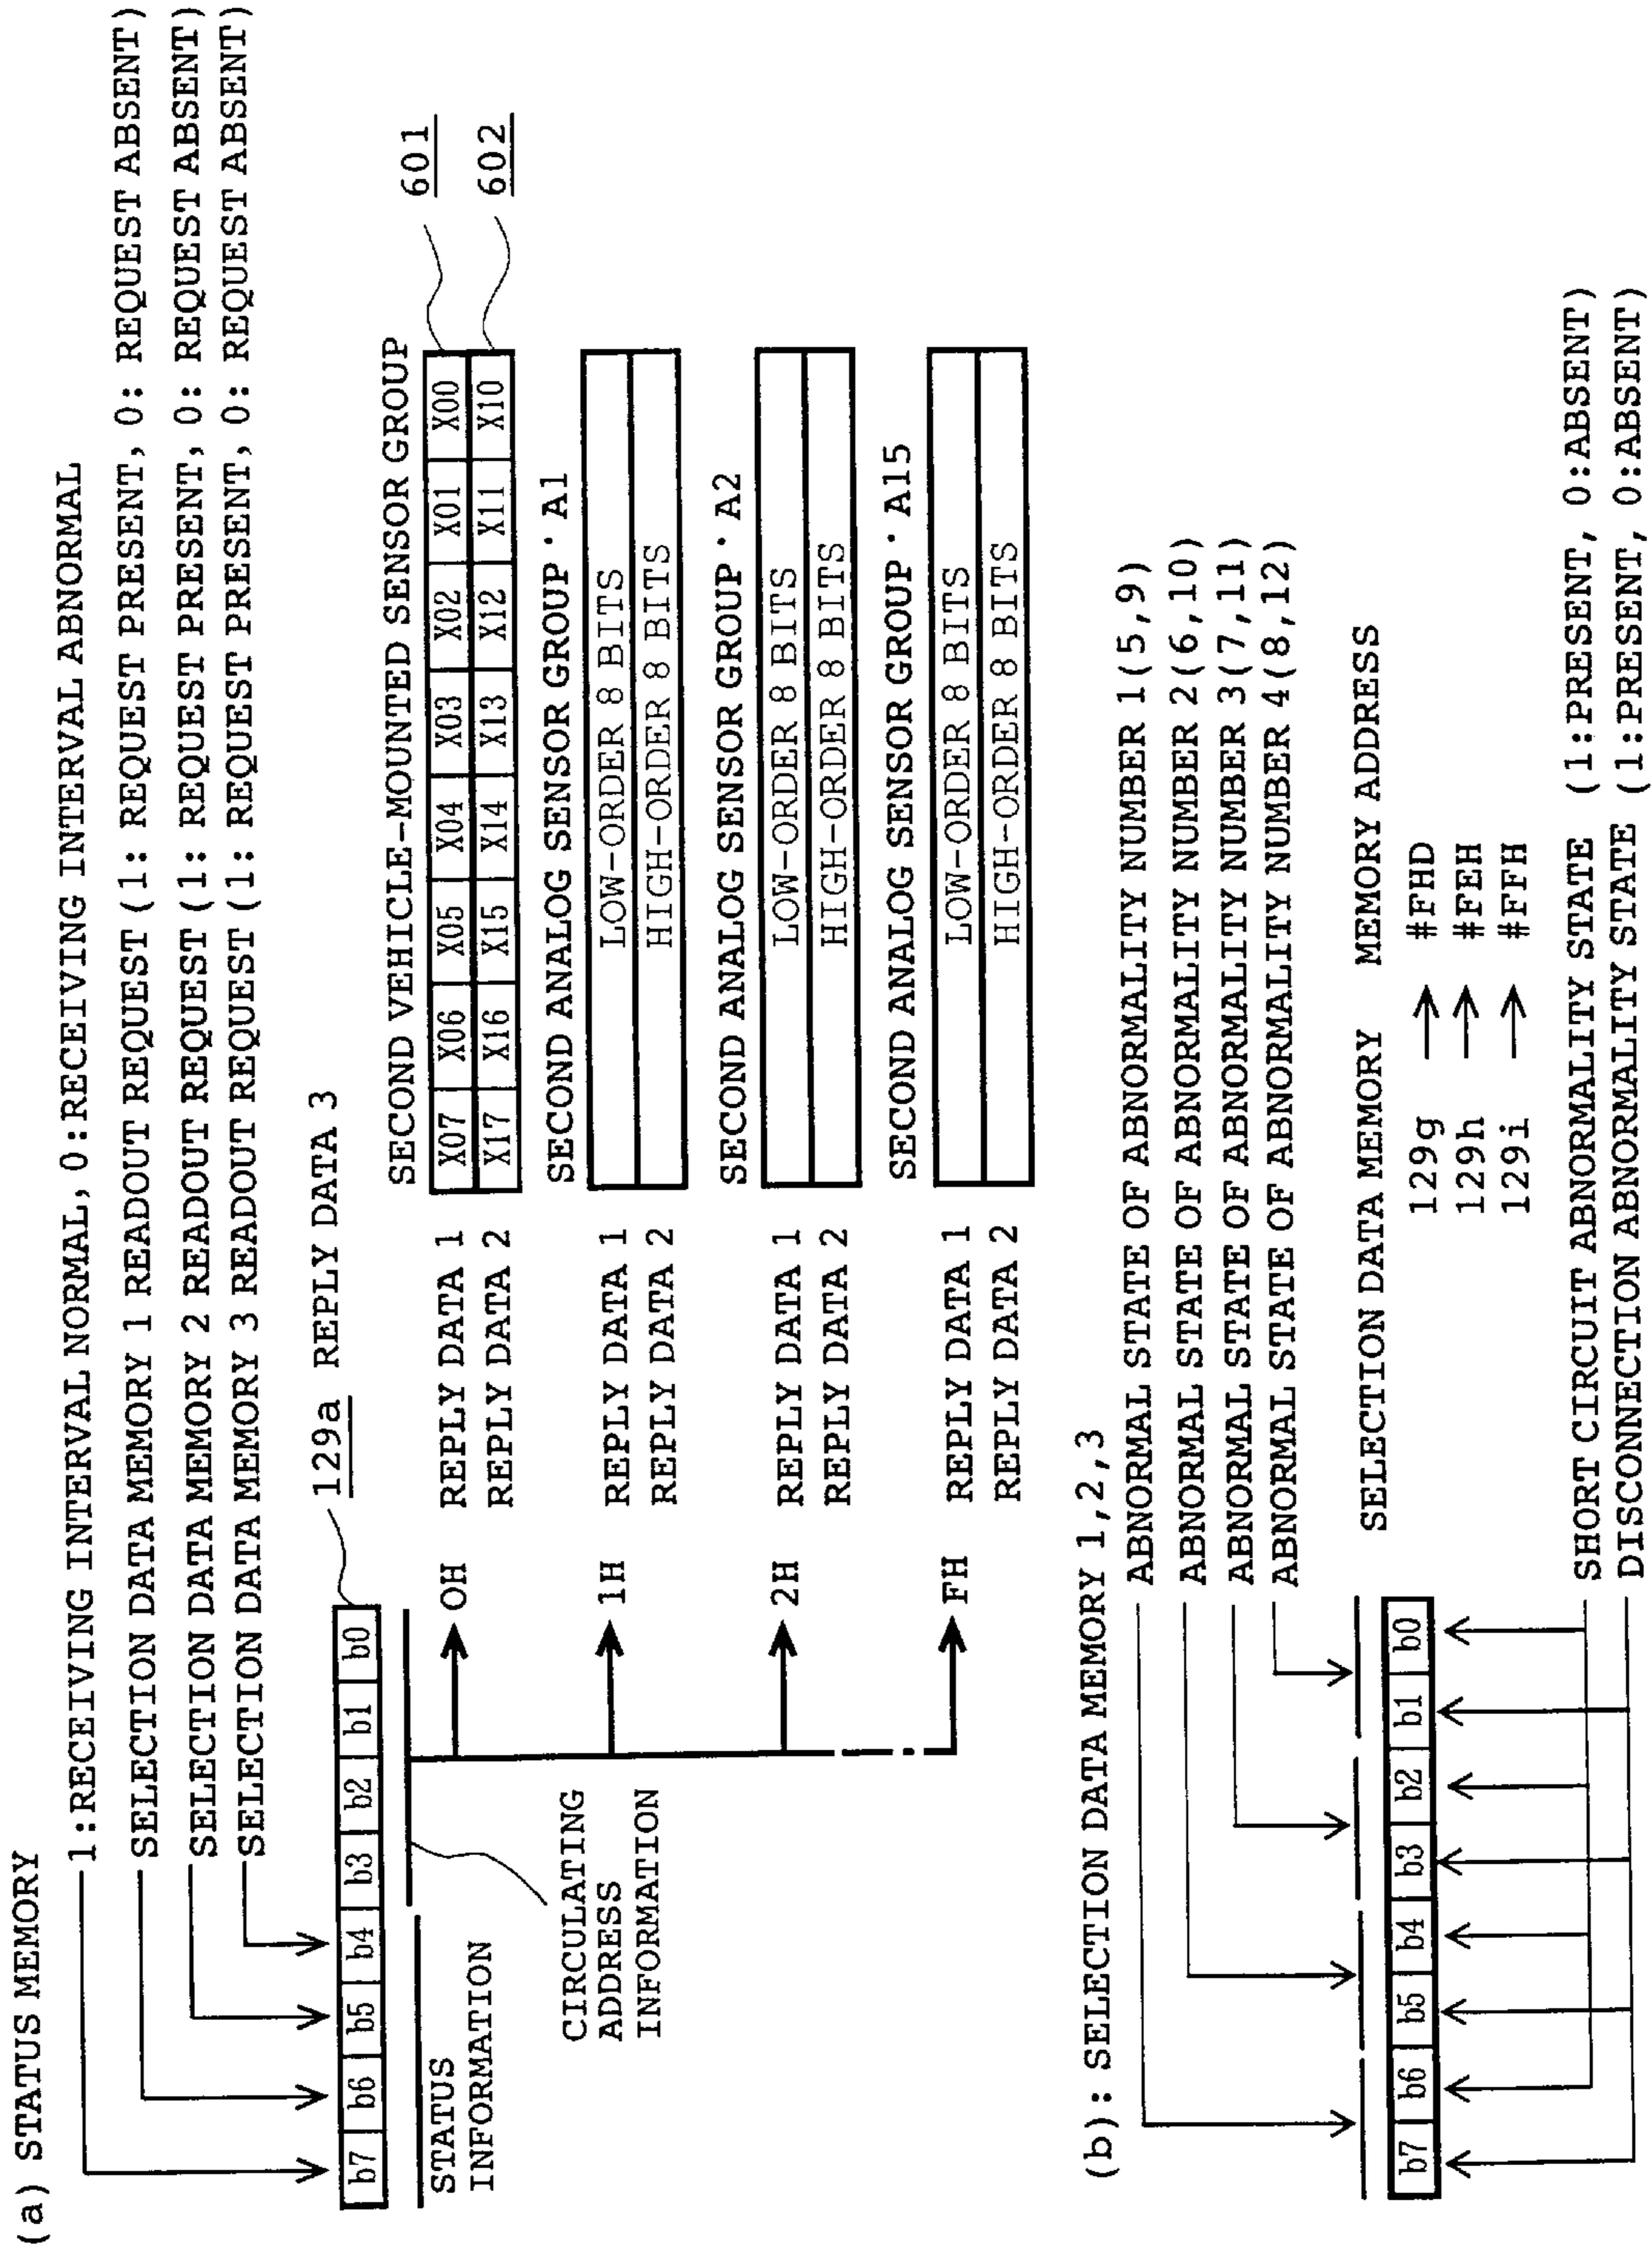 (a) STATUS MEMORY
1:RECEIVING INTERVAL NORMAL, 0:RECEIVING INTERVAL ABNORMAL
SELECTION DATA MEMORY 1 READOUT REQUEST (1: REQUEST PRESENT, 0: REQUEST ABSENT)
SELECTION DATA MEMORY 2 READOUT REQUEST (1: REQUEST PRESENT, 0: REQUEST ABSENT)
SELECTION DATA MEMORY 3 READOUT REQUEST (1: REQUEST PRESENT, 0: REQUEST ABSENT)
129a REPLY DATA 3
b7 b6 b5 b4 b3 b2 b1 b0
STATUS
INFORMATION
CIRCULATING
ADDRESS
INFORMATION
SECOND VEHICLE-MOUNTED SENSOR GROUP
0H REPLY DATA 1 X07 X06 X05 X04 X03 X02 X01 X00 601
REPLY DATA 2 X17 X16 X15 X14 X13 X12 X11 X10 602
SECOND ANALOG SENSOR GROUP · A1
1H REPLY DATA 1 LOW-ORDER 8 BITS
REPLY DATA 2 HIGH-ORDER 8 BITS
SECOND ANALOG SENSOR GROUP · A2
2H REPLY DATA 1 LOW-ORDER 8 BITS
REPLY DATA 2 HIGH-ORDER 8 BITS
SECOND ANALOG SENSOR GROUP · A15
FH REPLY DATA 1 LOW-ORDER 8 BITS
REPLY DATA 2 HIGH-ORDER 8 BITS
(b): SELECTION DATA MEMORY 1,2,3
ABNORMAL STATE OF ABNORMALITY NUMBER 1(5,9)
ABNORMAL STATE OF ABNORMALITY NUMBER 2(6,10)
ABNORMAL STATE OF ABNORMALITY NUMBER 3(7,11)
ABNORMAL STATE OF ABNORMALITY NUMBER 4(8,12)
b7 b6 b5 b4 b3 b2 b1 b0
SELECTION DATA MEMORY MEMORY ADDRESS
129g → #FHD
129h → #FEH
129i → #FFH
SHORT CIRCUIT ABNORMALITY STATE (1:PRESENT, 0:ABSENT)
DISCONNECTION ABNORMALITY STATE (1:PRESENT, 0:ABSENT)